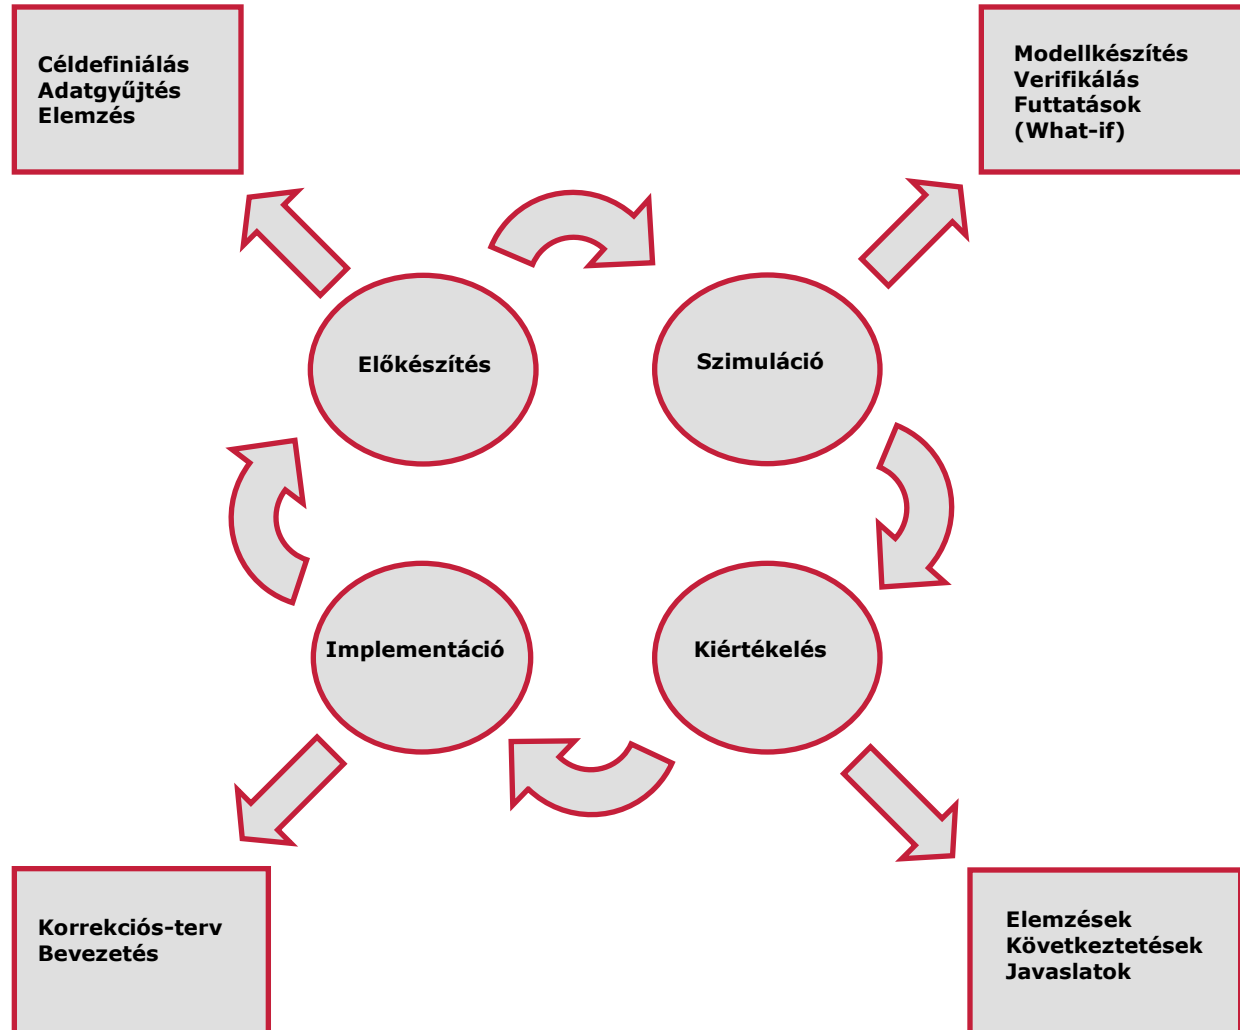 Céldefiniálás
Adatgyűjtés
Elemzés
Modellkészítés
Verifikálás
Futtatások
(What-if)
Előkészítés
Szimuláció
Implementáció
Kiértékelés
Korrekciós-terv
Bevezetés
Elemzések
Következtetések
Javaslatok